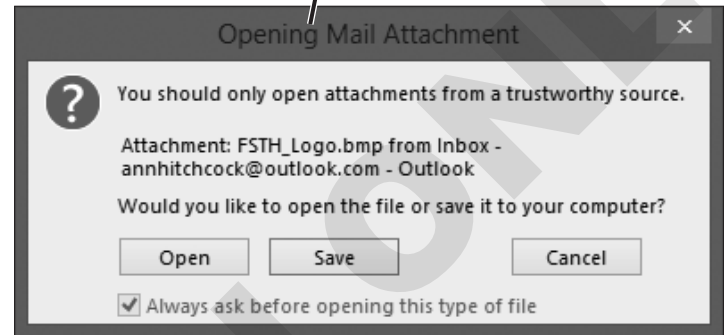 Opening Mail Attachment
You should only open attachments from a trustworthy source.
Attachment: FSTH_Logo.bmp from Inbox -
annhitchcock@outlook.com - Outlook
Would you like to open the file or save it to your computer?
Open Save Cancel
Always ask before opening this type of file